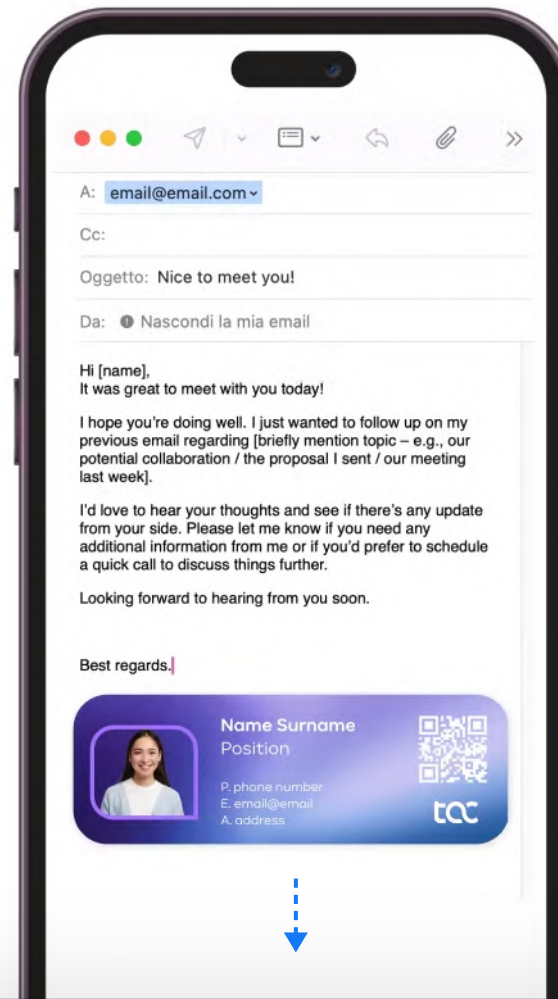 A: email@email.com
Cc:
Oggetto: Nice to meet you!
Da: Nascondi la mia email
Hi [name],
It was great to meet with you today!
I hope you’re doing well. I just wanted to follow up on my
previous email regarding [briefly mention topic – e.g., our
potential collaboration / the proposal I sent / our meeting
last week].
I’d love to hear your thoughts and see if there’s any update
from your side. Please let me know if you need any
additional information from me or if you’d prefer to schedule
a quick call to discuss things further.
Looking forward to hearing from you soon.
Best regards.
Name Surname
Position
P. phone number
E. email@email
A. address
tac